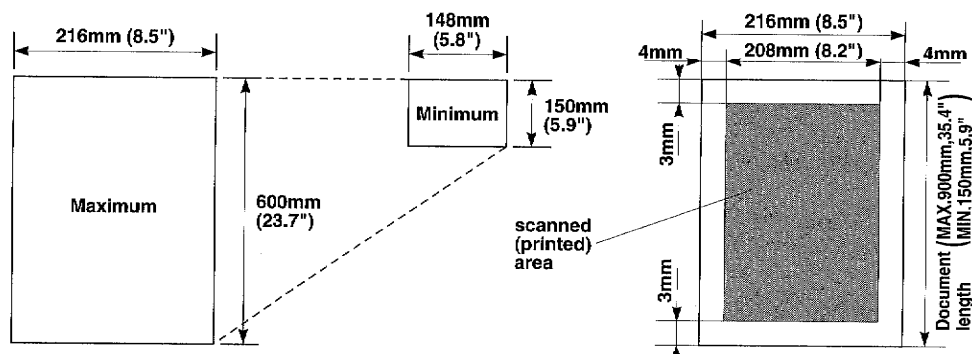 216mm (8.5")
Maximum
600mm
(23.7")
148mm
(5.8")
Minimum
150mm
(5.9")
216mm (8.5")
4mm
208mm (8.2")
4mm
3mm
scanned
(printed)
area
3mm
Document
length
(MAX.900mm,35.4"
MIN.150mm.5.9")